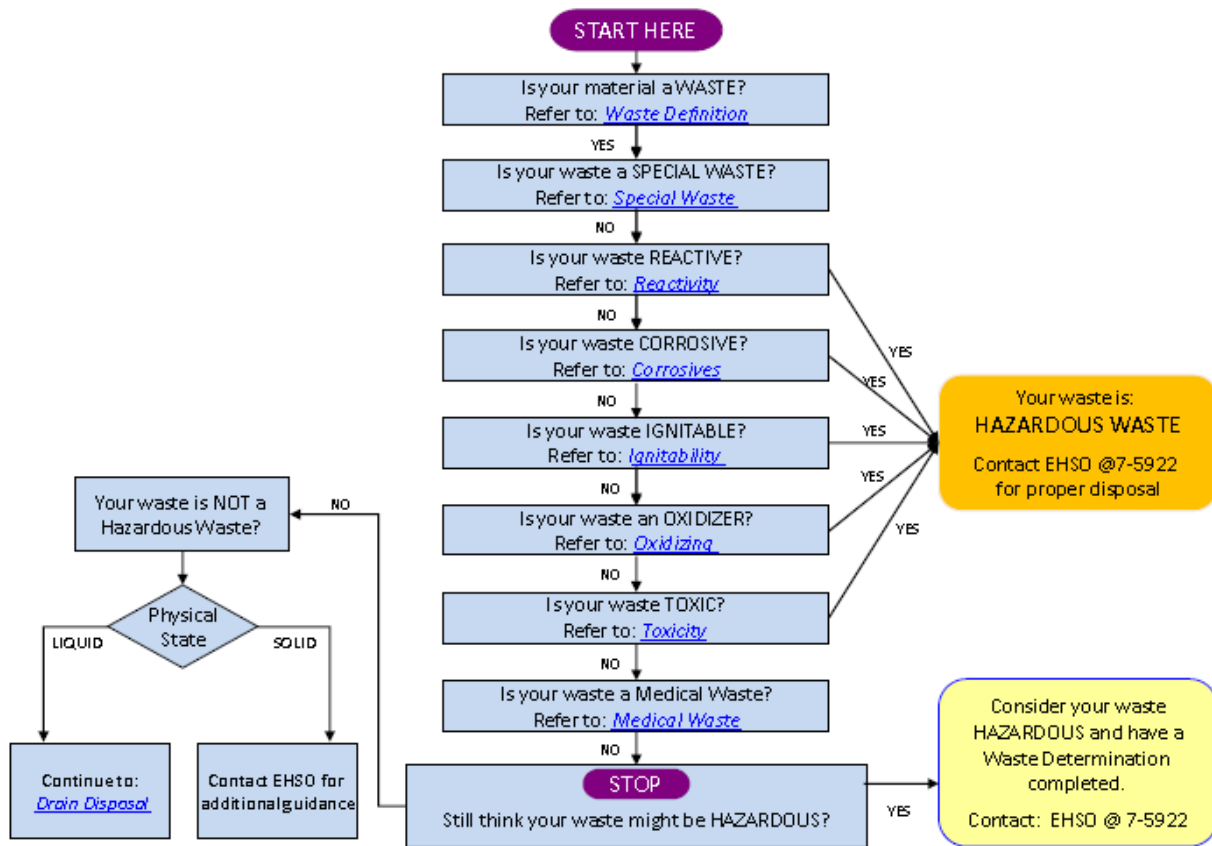 START HERE
Is your material a WASTE?
Refer to: Waste Definition
YES
Is your waste a SPECIAL WASTE?
Refer to: Special Waste
NO
Is your waste REACTIVE?
Refer to: Reactivity
NO
YES
Is your waste CORROSIVE?
Refer to: Corrosives
YES
NO
Is your waste IGNITABLE?
Refer to: Ignitability
YES
NO
Is your waste an OXIDIZER?
Refer to: Oxidizing
YES
NO
Is your waste TOXIC?
Refer to: Toxicity
YES
NO
Your waste is:
HAZARDOUS WASTE
Contact EHSO @7-5922
for proper disposal
Is your waste a Medical Waste?
Refer to: Medical Waste
NO
STOP
Still think your waste might be HAZARDOUS?
YES
Consider your waste
HAZARDOUS and have a
Waste Determination
completed.
Contact: EHSO @ 7-5922
NO
Your waste is NOT a
Hazardous Waste?
Physical
State
LIQUID
SOLID
Continue to:
Drain Disposal
Contact EHSO for
additional guidance